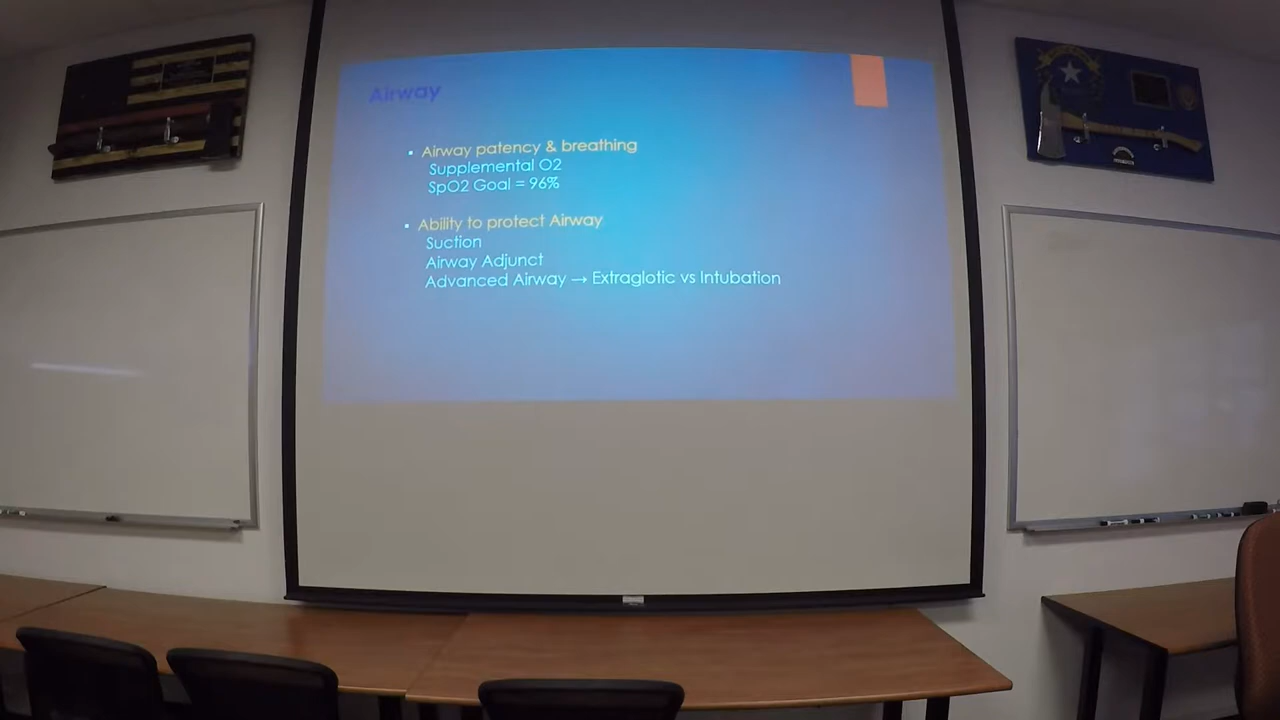 Airway
▪ Airway patency & breathing
Supplemental O2
SpO2 Goal = 96%
▪ Ability to protect Airway
Suction
Airway Adjunct
Advanced Airway → Extraglotic vs Intubation